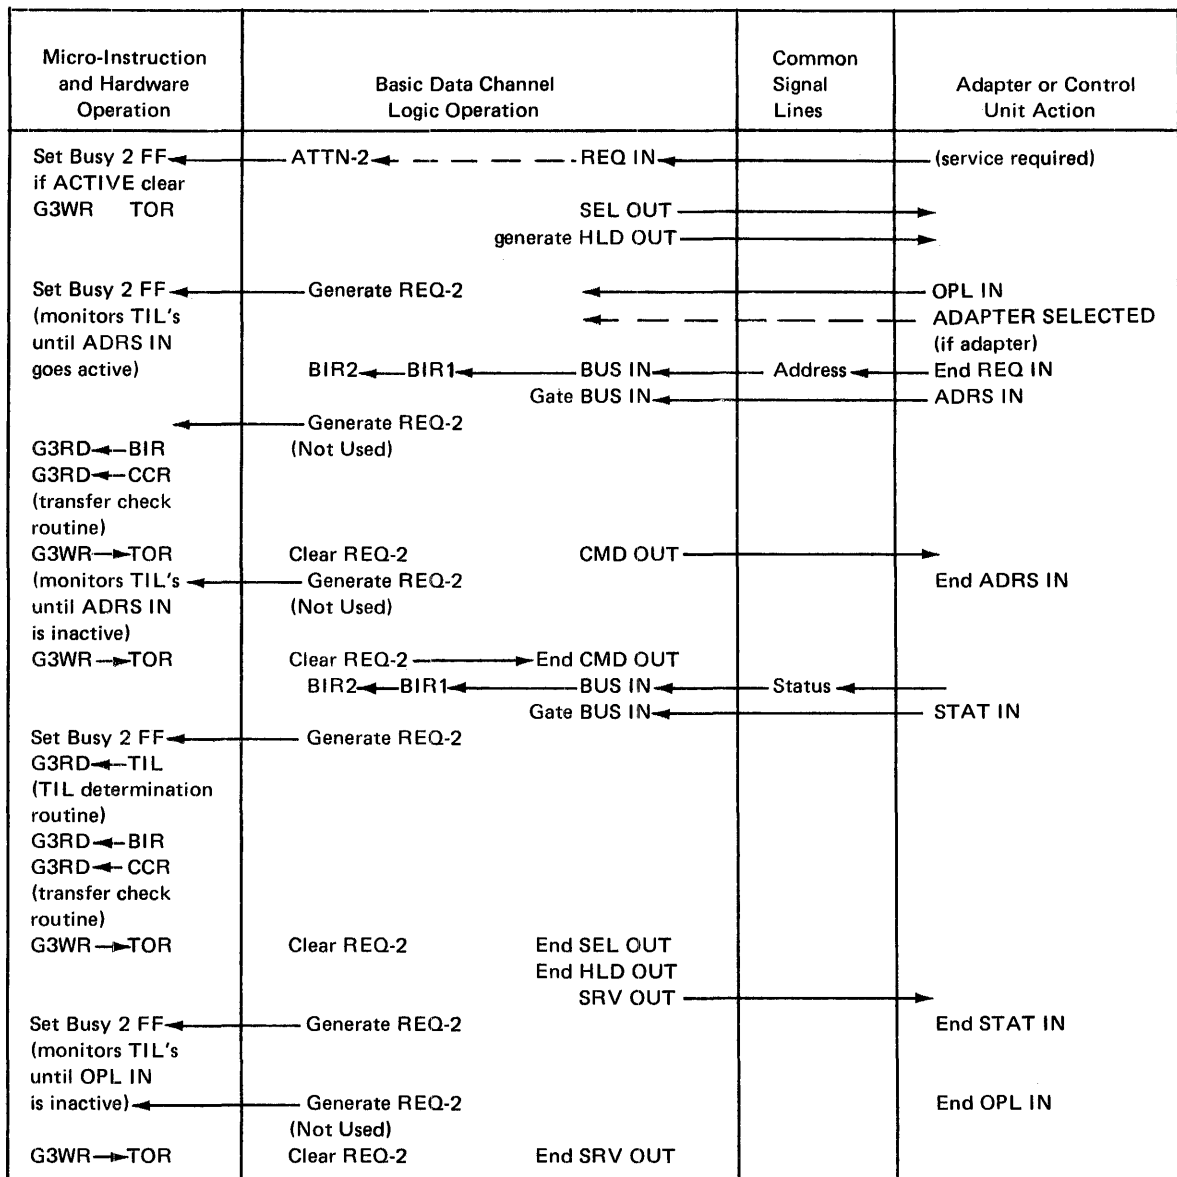 Micro-Instruction
and Hardware
Operation
Basic Data Channel
Logic Operation
Common
Signal
Lines
Adapter or Control
Unit Action
Set Busy 2 FF ATTN-2 REQ IN (service required)
if ACTIVE clear
G3WR TOR SEL OUT
generate HLD OUT
Set Busy 2 FF Generate REQ-2 OPL IN
(monitors TIL's ADAPTER SELECTED
until ADRS IN (if adapter)
goes active) BIR2 BIR1 BUS IN Address End REQ IN
Gate BUS IN ADRS IN
Generate REQ-2
G3RD BIR (Not Used)
G3RD CCR
(transfer check
routine)
G3WR TOR Clear REQ-2 CMD OUT
(monitors TIL's Generate REQ-2 End ADRS IN
until ADRS IN (Not Used)
is inactive)
G3WR TOR Clear REQ-2 End CMD OUT
BIR2 BIR1 BUS IN Status
Gate BUS IN STAT IN
Set Busy 2 FF Generate REQ-2
G3RD TIL
(TIL determination
routine)
G3RD BIR
G3RD CCR
(transfer check
routine)
G3WR TOR Clear REQ-2 End SEL OUT
End HLD OUT
SRV OUT
Set Busy 2 FF Generate REQ-2 End STAT IN
(monitors TIL's
until OPL IN
is inactive) Generate REQ-2 End OPL IN
(Not Used)
G3WR TOR Clear REQ-2 End SRV OUT